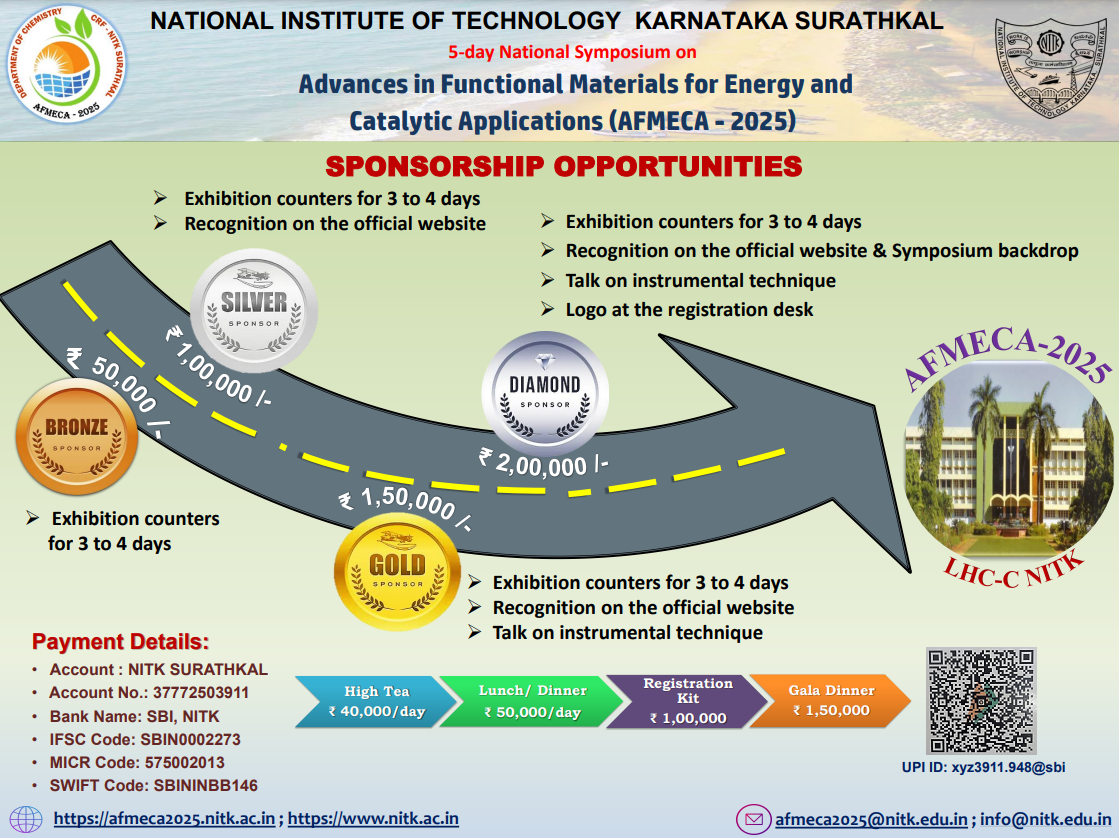 DEPARTMENT OF CHEMISTRY
CRF - NITK SURATHKAL
AFMECA - 2025
NATIONAL INSTITUTE OF TECHNOLOGY KARNATAKA SURATHKAL
5-day National Symposium on
Advances in Functional Materials for Energy and
Catalytic Applications (AFMECA - 2025)
WORK IS
WORSHIP
NITK
NATIONAL INSTITUTE OF TECHNOLOGY KARNATAKA, SURATHKAL
SPONSORSHIP OPPORTUNITIES
➢ Exhibition counters for 3 to 4 days
➢ Recognition on the official website
➢ Exhibition counters for 3 to 4 days
➢ Recognition on the official website & Symposium backdrop
➢ Talk on instrumental technique
➢ Logo at the registration desk
SILVER
SPONSOR
₹ 1,00,000 /-
₹ 50,000 /-
BRONZE
SPONSOR
➢ Exhibition counters
for 3 to 4 days
DIAMOND
SPONSOR
₹ 2,00,000 /-
₹ 1,50,000 /-
GOLD
SPONSOR
➢ Exhibition counters for 3 to 4 days
➢ Recognition on the official website
➢ Talk on instrumental technique
AFMECA-2025
LHC-C NITK
Payment Details:
• Account : NITK SURATHKAL
• Account No.: 37772503911
• Bank Name: SBI, NITK
• IFSC Code: SBIN0002273
• MICR Code: 575002013
• SWIFT Code: SBININBB146
High Tea
₹ 40,000/day
Lunch/ Dinner
₹ 50,000/day
Registration
Kit
₹ 1,00,000
Gala Dinner
₹ 1,50,000
UPI ID: xyz3911.948@sbi
https://afmeca2025.nitk.ac.in ; https://www.nitk.ac.in
afmeca2025@nitk.edu.in ; info@nitk.edu.in